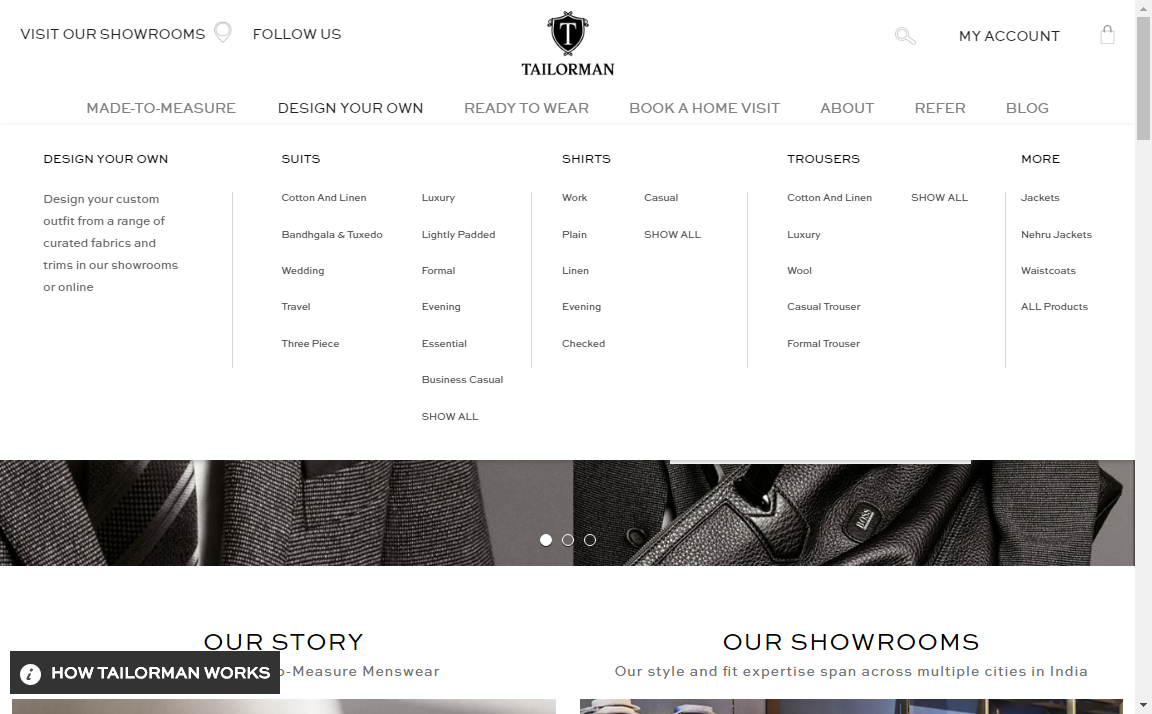 VISIT OUR SHOWROOMS
FOLLOW US
T
TAILORMAN
MY ACCOUNT
MADE-TO-MEASURE
DESIGN YOUR OWN
READY TO WEAR
BOOK A HOME VISIT
ABOUT
REFER
BLOG
DESIGN YOUR OWN
Design your custom
outfit from a range of
curated fabrics and
trims in our showrooms
or online
SUITS
Cotton And Linen
Bandhgala & Tuxedo
Wedding
Travel
Three Piece
Luxury
Lightly Padded
Formal
Evening
Essential
Business Casual
SHOW ALL
SHIRTS
Work
Plain
Linen
Evening
Checked
Casual
SHOW ALL
TROUSERS
Cotton And Linen
Luxury
Wool
Casual Trouser
Formal Trouser
SHOW ALL
MORE
Jackets
Nehru Jackets
Waistcoats
ALL Products
BOSS
OUR STORY
o-Measure Menswear
OUR SHOWROOMS
Our style and fit expertise span across multiple cities in India
i HOW TAILORMAN WORKS